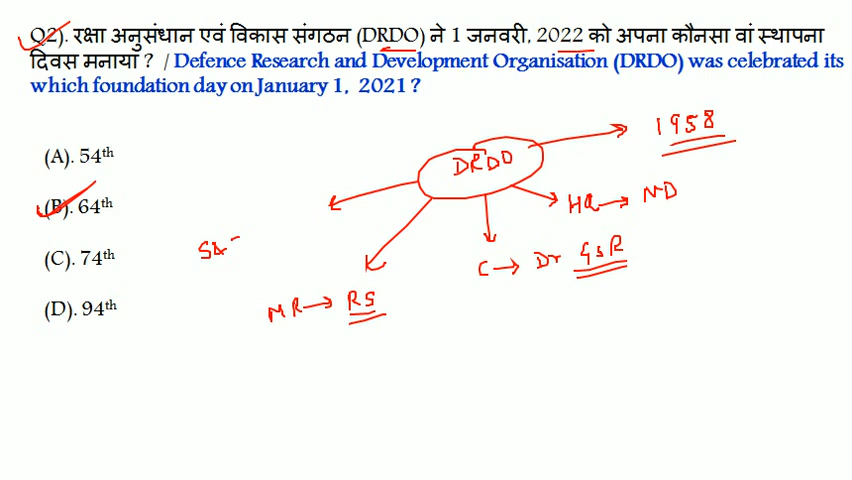 Q2). रक्षा अनुसंधान एवं विकास संगठन (DRDO) ने 1 जनवरी, 2022 को अपना कौनसा वां स्थापना
दिवस मनाया ? / Defence Research and Development Organisation (DRDO) was celebrated its
which foundation day on January 1, 2021 ?
(A). 54th
(B). 64th
(C). 74th
(D). 94th
DRDO
1958
HQ → ND
C → Dr GSR
MR → RS